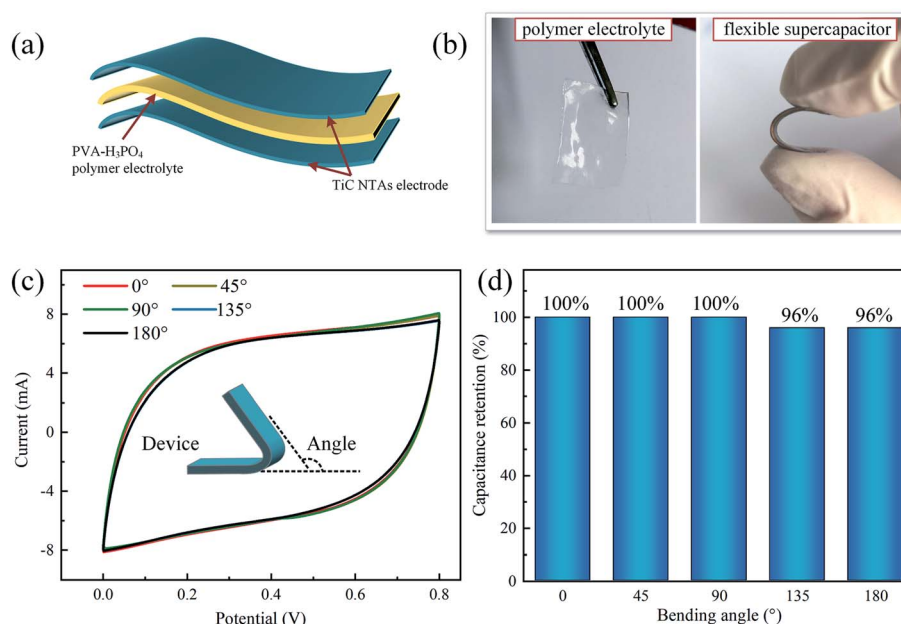 (a)
PVA-H₃PO₄
polymer electrolyte
TiC NTAs electrode
(b)
polymer electrolyte
flexible supercapacitor
(c)
0°
45°
90°
135°
180°
8
4
0
-4
-8
Current (mA)
Device
Angle
0.0
0.2
0.4
0.6
0.8
Potential (V)
(d)
100%
100%
100%
96%
96%
100
80
60
40
20
0
Capacitance retention (%)
0
45
90
135
180
Bending angle (°)